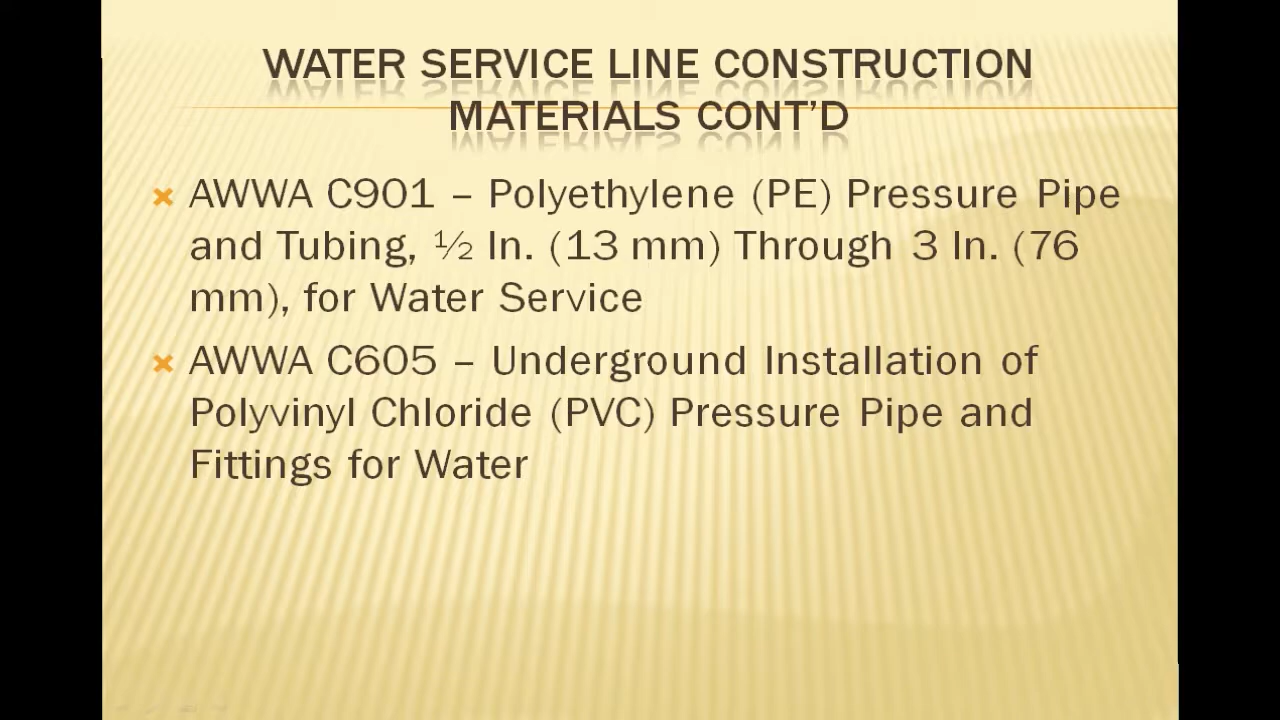 WATER SERVICE LINE CONSTRUCTION
MATERIALS CONT'D
AWWA C901 – Polyethylene (PE) Pressure Pipe
and Tubing, ½ In. (13 mm) Through 3 In. (76
mm), for Water Service
AWWA C605 – Underground Installation of
Polyvinyl Chloride (PVC) Pressure Pipe and
Fittings for Water